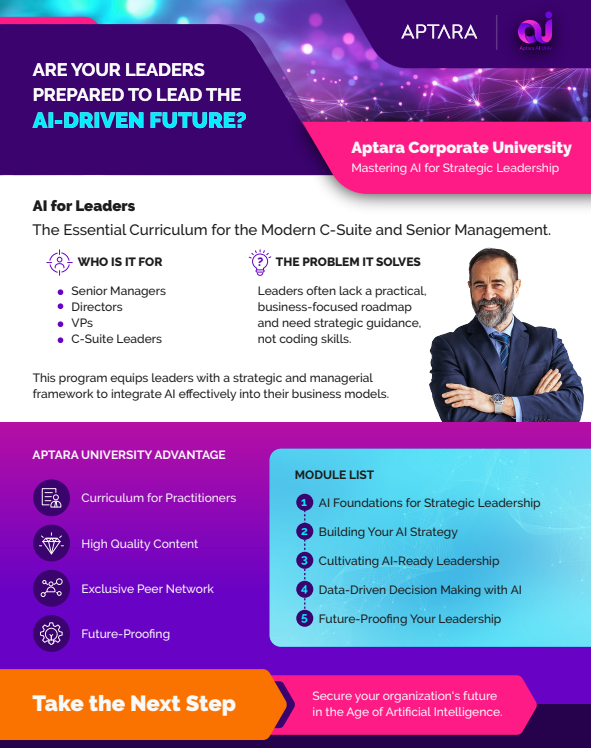 APTARA
ai
Aptara AI Univ
ARE YOUR LEADERS
PREPARED TO LEAD THE
AI-DRIVEN FUTURE?
Aptara Corporate University
Mastering AI for Strategic Leadership
AI for Leaders
The Essential Curriculum for the Modern C-Suite and Senior Management.
WHO IS IT FOR
Senior Managers
Directors
VPs
C-Suite Leaders
THE PROBLEM IT SOLVES
Leaders often lack a practical,
business-focused roadmap
and need strategic guidance,
not coding skills.
This program equips leaders with a strategic and managerial
framework to integrate AI effectively into their business models.
APTARA UNIVERSITY ADVANTAGE
Curriculum for Practitioners
High Quality Content
Exclusive Peer Network
Future-Proofing
MODULE LIST
1 AI Foundations for Strategic Leadership
2 Building Your AI Strategy
3 Cultivating AI-Ready Leadership
4 Data-Driven Decision Making with AI
5 Future-Proofing Your Leadership
Take the Next Step
Secure your organization's future
in the Age of Artificial Intelligence.